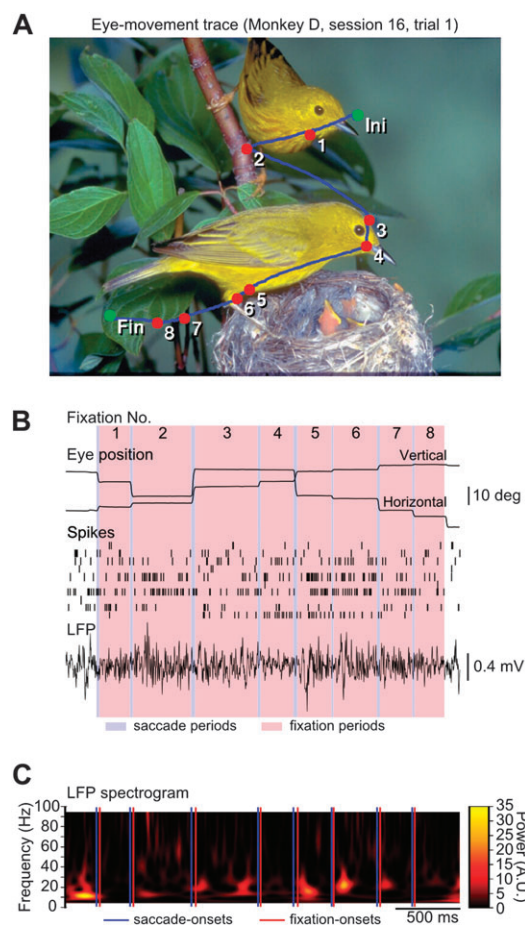 A
Eye-movement trace (Monkey D, session 16, trial 1)
Ini
1
2
3
4
5
6
7
8
Fin
B
Fixation No.
1 2 3 4 5 6 7 8
Eye position
Vertical
10 deg
Horizontal
Spikes
LFP
0.4 mV
saccade periods
fixation periods
C
LFP spectrogram
Frequency (Hz)
100
80
60
40
20
0
35
30
25
20
15
10
5
0
Power (A.U.)
saccade-onsets
fixation-onsets
500 ms